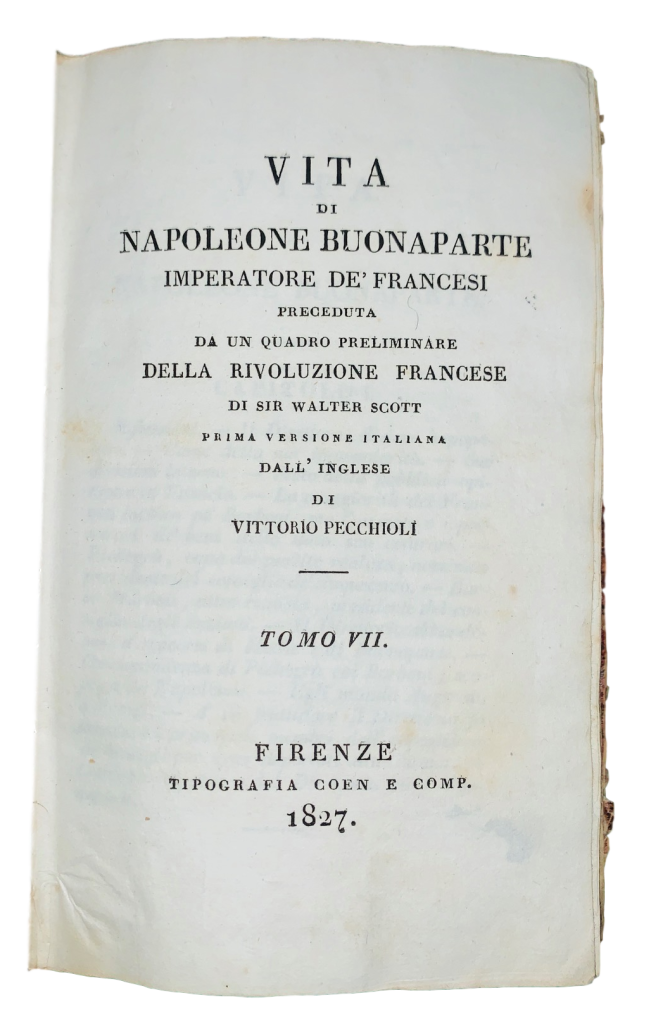 VITA
DI
NAPOLEONE BUONAPARTE
IMPERATORE DE' FRANCESI
PRECEDUTA
DA UN QUADRO PRELIMINARE
DELLA RIVOLUZIONE FRANCESE
DI SIR WALTER SCOTT
PRIMA VERSIONE ITALIANA
DALL' INGLESE
DI
VITTORIO PECCHIOLI
TOMO VII.
FIRENZE
TIPOGRAFIA COEN E COMP.
1827.